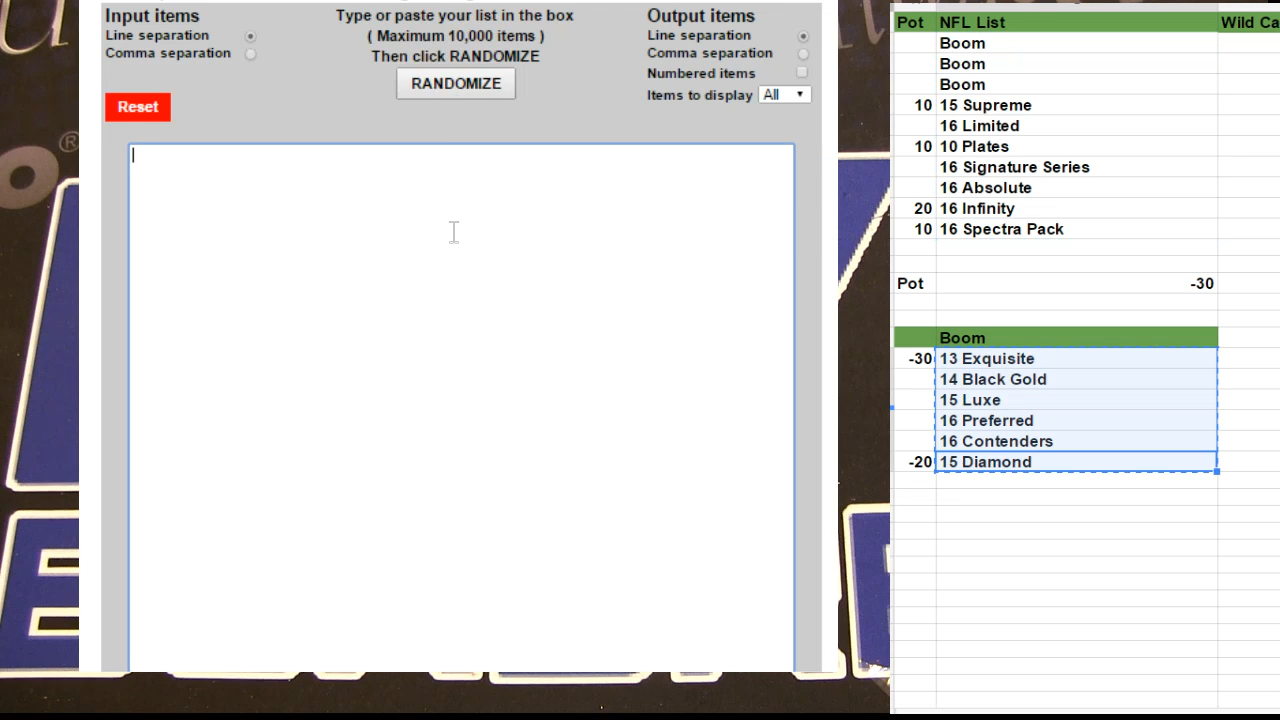 Input items
Line separation
Comma separation
Reset
Type or paste your list in the box
( Maximum 10,000 items )
Then click RANDOMIZE
RANDOMIZE
Output items
Line separation
Comma separation
Numbered items
Items to display All
Pot NFL List Wild Ca
Boom
Boom
Boom
10 15 Supreme
16 Limited
10 10 Plates
16 Signature Series
16 Absolute
20 16 Infinity
10 16 Spectra Pack
Pot -30
Boom
-30 13 Exquisite
14 Black Gold
15 Luxe
16 Preferred
16 Contenders
-20 15 Diamond